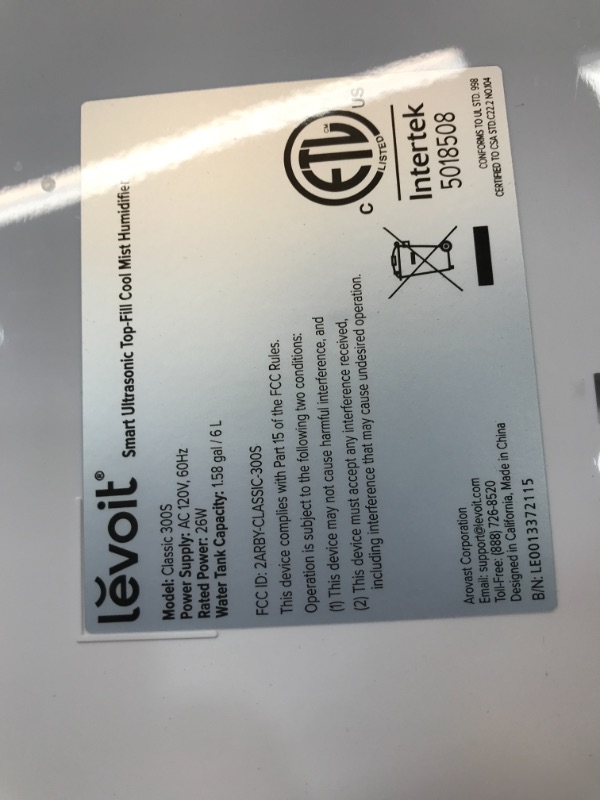 levoit®
Smart Ultrasonic Top-Fill Cool Mist Humidifier
Model: Classic 300S
Power Supply: AC 120V, 60Hz
Rated Power: 26W
Water Tank Capacity: 1.58 gal / 6 L
FCC ID: 2ARBY-CLASSIC-300S
This device complies with Part 15 of the FCC Rules.
Operation is subject to the following two conditions:
(1) This device may not cause harmful interference, and
(2) This device must accept any interference received,
including interference that may cause undesired operation.
Arovast Corporation
Email: support@levoit.com
Toll-Free: (888) 726-8520
Designed in California, Made in China
B/N: LE0013372115
ETL CM
LISTED
C US
Intertek
5018508
CONFORMS TO UL STD. 998
CERTIFIED TO CSA STD.C22.2 NO.104